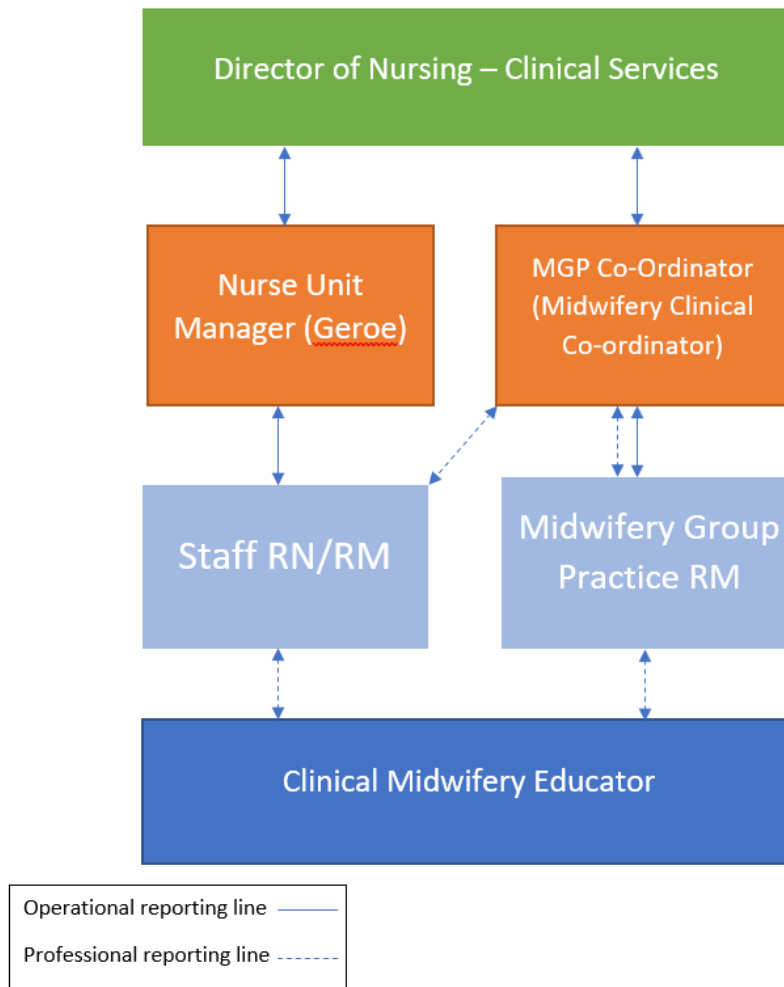 Director of Nursing – Clinical Services
Nurse Unit
Manager (Geroe)
MGP Co-Ordinator
(Midwifery Clinical
Co-ordinator)
Staff RN/RM
Midwifery Group
Practice RM
Clinical Midwifery Educator
Operational reporting line
Professional reporting line